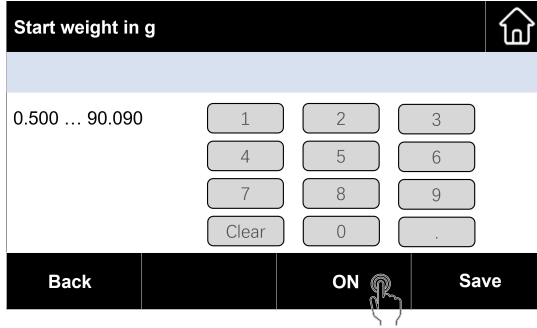 Start weight in g
0.500 … 90.090
1 2 3
4 5 6
7 8 9
Clear 0 .
Back ON Save